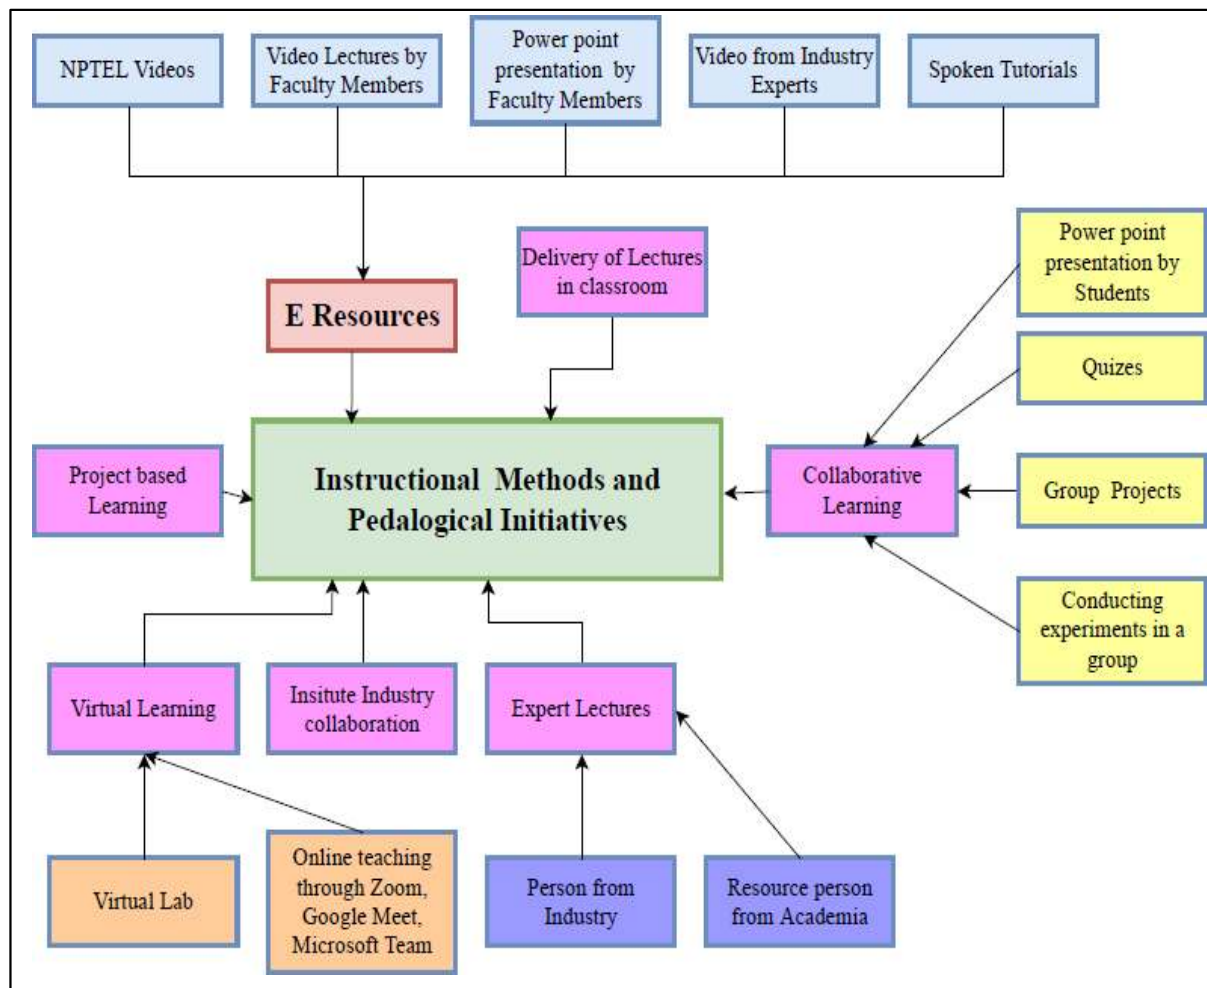 NPTEL Videos
Video Lectures by
Faculty Members
Power point
presentation by
Faculty Members
Video from Industry
Experts
Spoken Tutorials
E Resources
Delivery of Lectures
in classroom
Power point
presentation by
Students
Quizes
Project based
Learning
Instructional Methods and
Pedalogical Initiatives
Collaborative
Learning
Group Projects
Conducting
experiments in a
group
Virtual Learning
Insitute Industry
collaboration
Expert Lectures
Virtual Lab
Online teaching
through Zoom,
Google Meet,
Microsoft Team
Person from
Industry
Resource person
from Academia